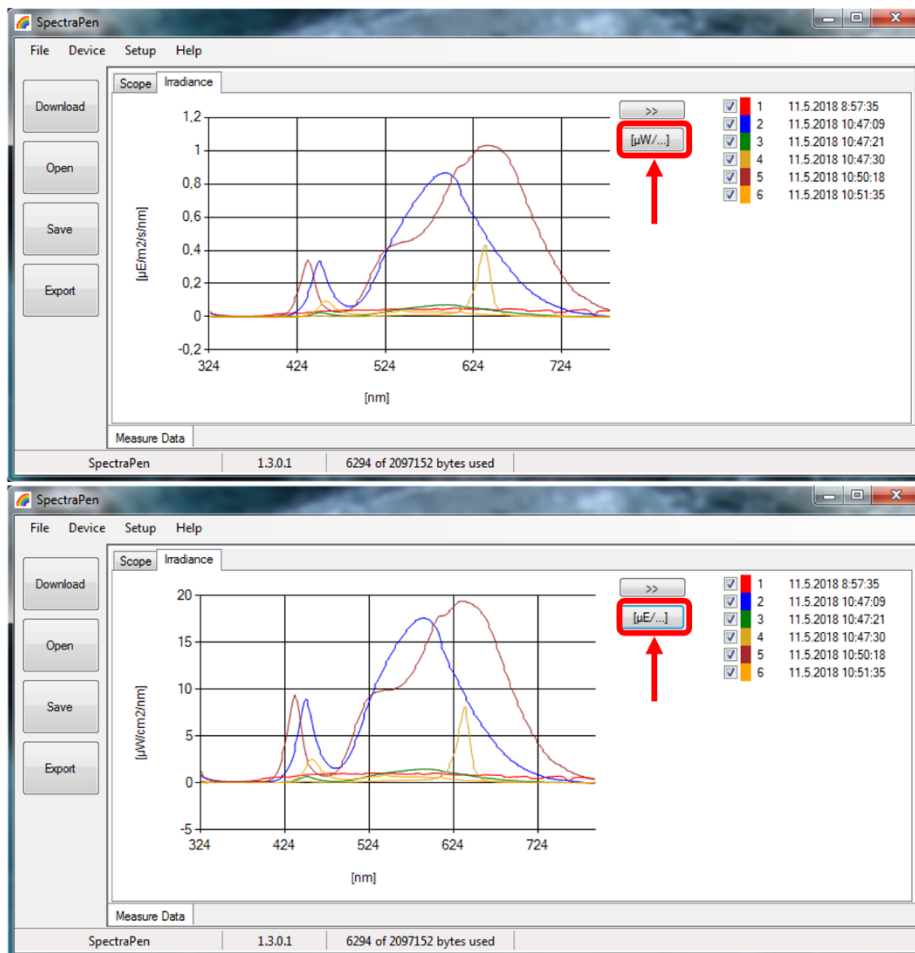 SpectraPen
File Device Setup Help
Download
Open
Save
Export
Scope Irradiance
[µE/m2/s/nm]
1,2
1
0,8
0,6
0,4
0,2
0
-0,2
324 424 524 624 724
[nm]
>>
[µW/...]
1 11.5.2018 8:57:35
2 11.5.2018 10:47:09
3 11.5.2018 10:47:21
4 11.5.2018 10:47:30
5 11.5.2018 10:50:18
6 11.5.2018 10:51:35
Measure Data
SpectraPen 1.3.0.1 6294 of 2097152 bytes used
SpectraPen
File Device Setup Help
Download
Open
Save
Export
Scope Irradiance
[µW/cm2/nm]
20
15
10
5
0
-5
324 424 524 624 724
[nm]
>>
[µE/...]
1 11.5.2018 8:57:35
2 11.5.2018 10:47:09
3 11.5.2018 10:47:21
4 11.5.2018 10:47:30
5 11.5.2018 10:50:18
6 11.5.2018 10:51:35
Measure Data
SpectraPen 1.3.0.1 6294 of 2097152 bytes used